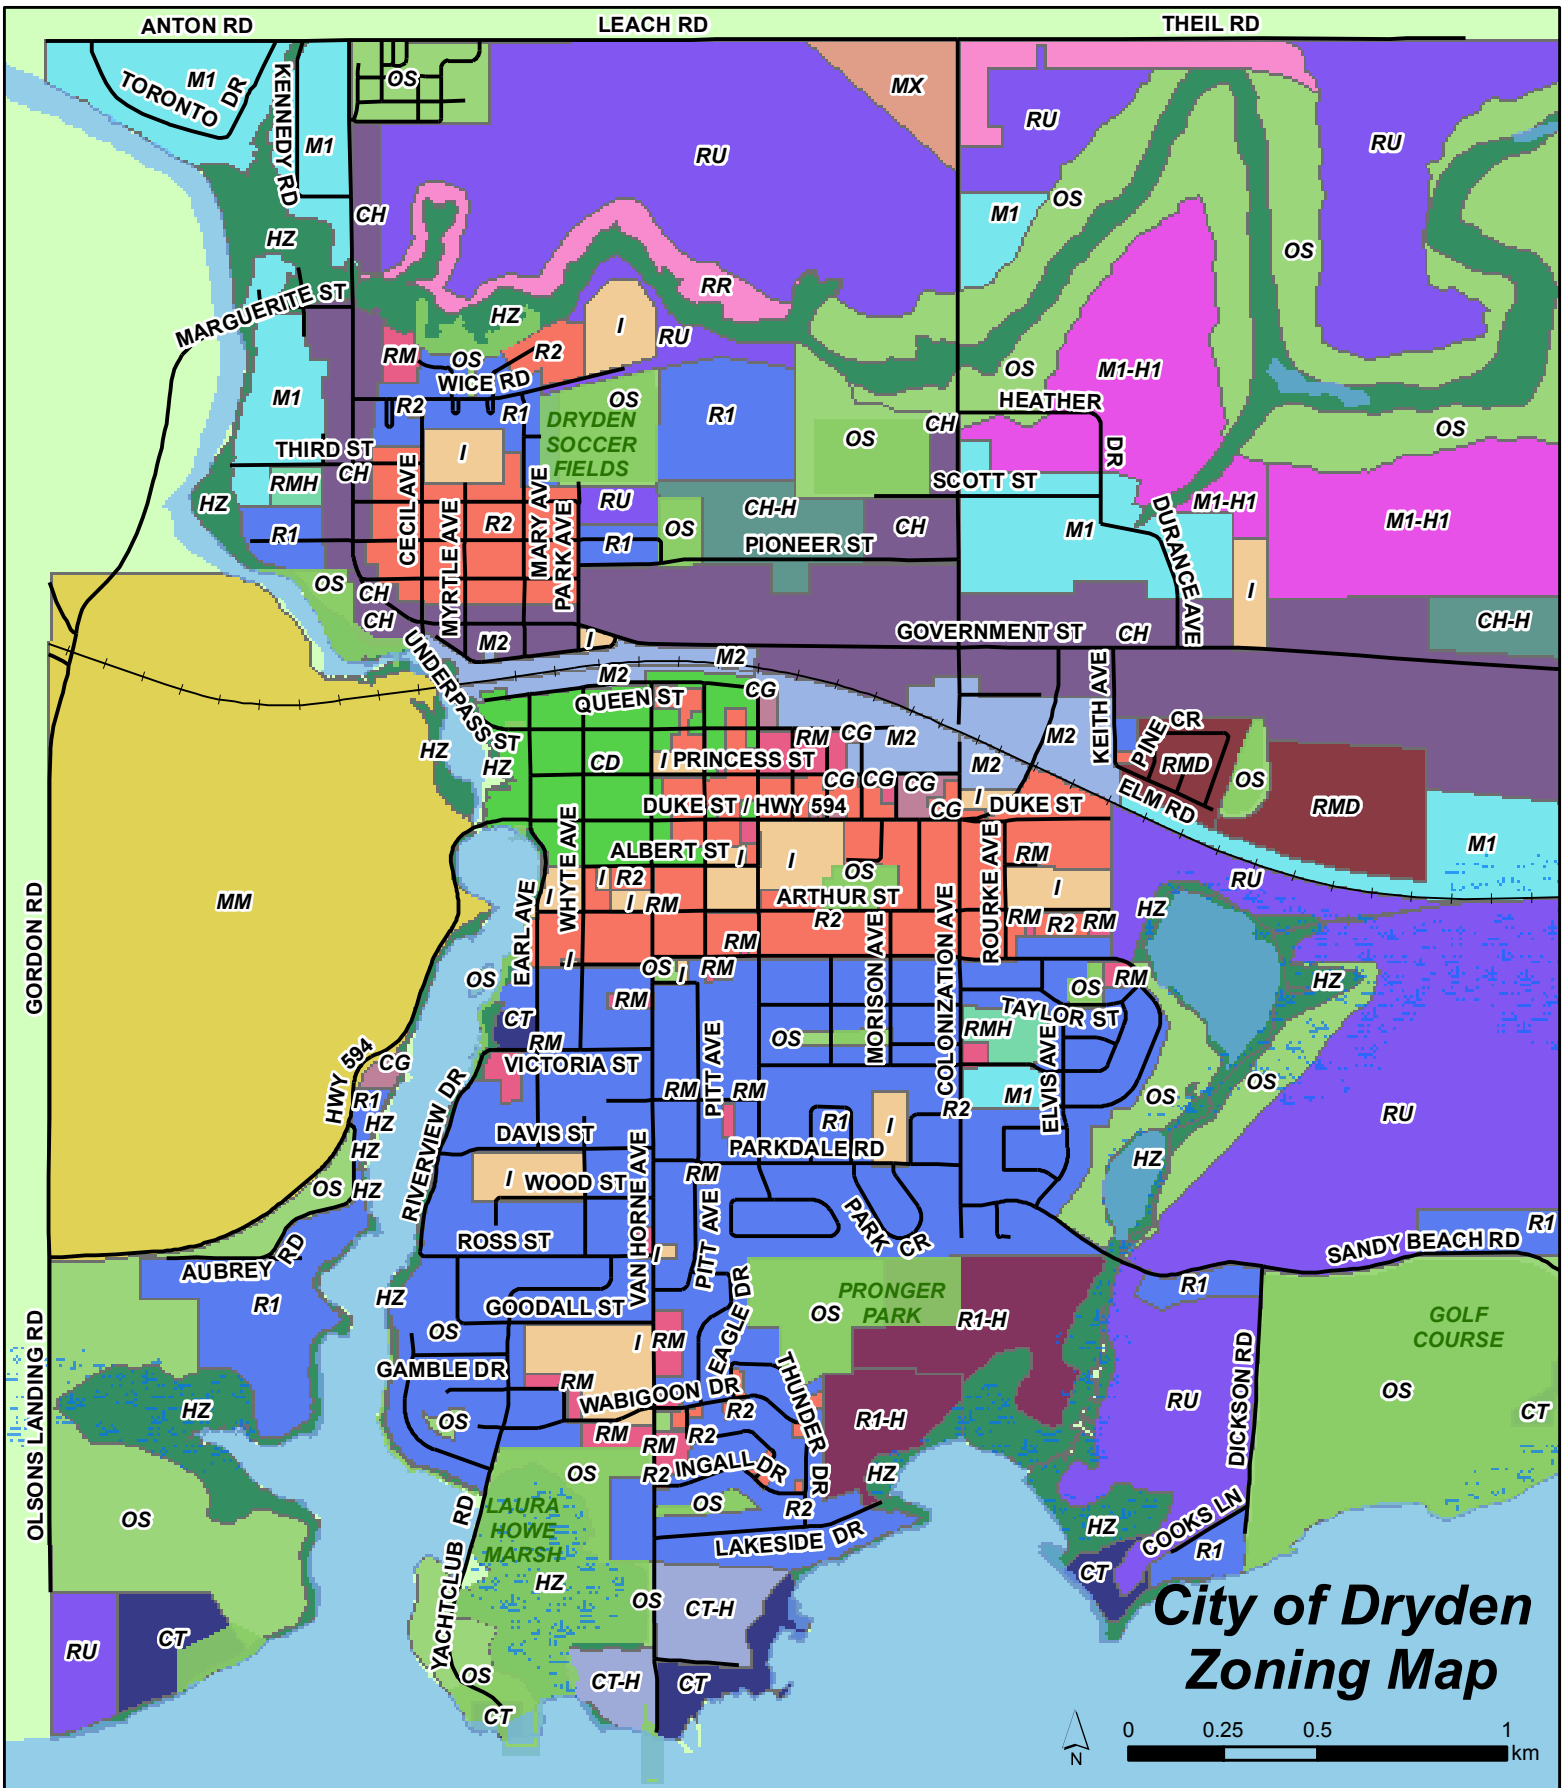 ANTON RD
LEACH RD
THEIL RD
M1
TORONTO DR
KENNEDY RD
M1
OS
MX
RU
RU
RU
CH
M1
OS
HZ
OS
RR
MARGUERITE ST
HZ
I
RU
RM
OS
R2
WICE RD
M1
R2
R1
OS
DRYDEN
SOCCER
FIELDS
R1
OS
CH
OS
HEATHER DR
M1-H1
OS
THIRD ST
CH
I
RMH
HZ
R1
CECIL AVE
MYRTLE AVE
R2
MARY AVE
PARK AVE
RU
R1
OS
CH-H
CH
SCOTT ST
M1
M1-H1
M1-H1
PIONEER ST
DURANCE AVE
I
OS
CH
CH
M2
I
GOVERNMENT ST
CH
CH-H
UNDERPASS ST
M2
M2
QUEEN ST
CG
KEITH AVE
PINE CR
HZ
HZ
CD
I
PRINCESS ST
RM
CG
M2
M2
M2
RMD
OS
CG
CG
CG
CG
I
DUKE ST / HWY 594
DUKE ST
ELM RD
RMD
M1
WHYTE AVE
ALBERT ST
I
I
OS
ROURKE AVE
RM
RU
MM
GORDON RD
EARL AVE
I
I
R2
I
RM
ARTHUR ST
R2
I
RM
R2
RM
HZ
RM
I
OS
I
RM
MORISON AVE
COLONIZATION AVE
OS
RM
HZ
OS
CT
RM
RM
VICTORIA ST
PITT AVE
OS
RMH
TAYLOR ST
ELVIS AVE
M1
HWY 594
CG
R1
HZ
HZ
HZ
OS
RIVERVIEW DR
RM
RM
R2
OS
OS
RU
DAVIS ST
R1
I
PARKDALE RD
HZ
I
WOOD ST
RM
VAN HORNE AVE
PITT AVE
PARK CR
ROSS ST
I
R1
SANDY BEACH RD
AUBREY RD
R1
HZ
GOODALL ST
OS
EAGLE DR
OS
PRONGER
PARK
R1-H
R1
GOLF
COURSE
OLSONS LANDING RD
GAMBLE DR
I
RM
RM
WABIGOON DR
THUNDER DR
R2
R1-H
RU
DICKSON RD
OS
CT
HZ
OS
RM
RM
R2
R2
INGALL DR
HZ
OS
OS
LAURA
HOWE
MARSH
HZ
OS
R2
LAKESIDE DR
HZ
COOKS LN
R1
CT
YACHTCLUB RD
OS
CT-H
RU
CT
OS
CT-H
CT
CT
City of Dryden
Zoning Map
N
0
0.25
0.5
1
km